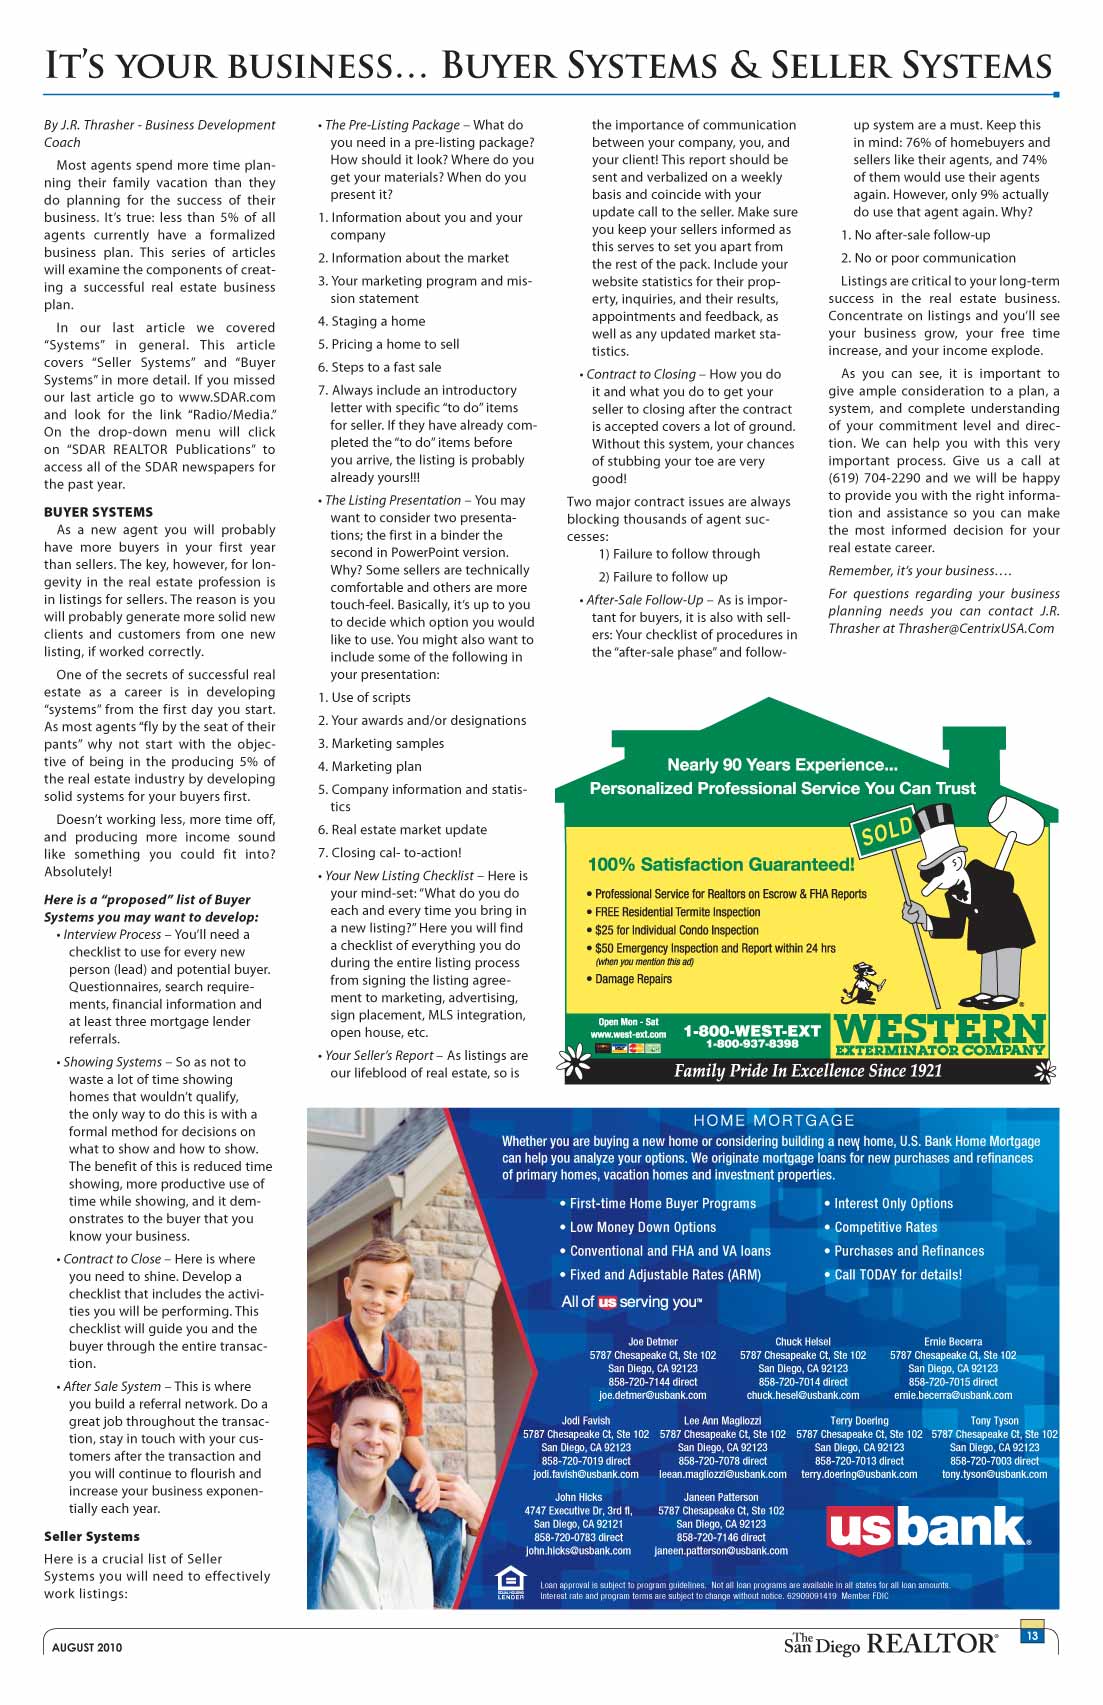 IT'S YOUR BUSINESS… BUYER SYSTEMS & SELLER SYSTEMS
By J.R. Thrasher - Business Development
Coach
Most agents spend more time plan-
ning their family vacation than they
do planning for the success of their
business. It's true: less than 5% of all
agents currently have a formalized
business plan. This series of articles
will examine the components of creat-
ing a successful real estate business
plan.
In our last article we covered
"Systems" in general. This article
covers "Seller Systems" and "Buyer
Systems" in more detail. If you missed
our last article go to www.SDAR.com
and look for the link "Radio/Media."
On the drop-down menu will click
on "SDAR REALTOR Publications" to
access all of the SDAR newspapers for
the past year.
BUYER SYSTEMS
As a new agent you will probably
have more buyers in your first year
than sellers. The key, however, for lon-
gevity in the real estate profession is
in listings for sellers. The reason is you
will probably generate more solid new
clients and customers from one new
listing, if worked correctly.
One of the secrets of successful real
estate as a career is in developing
"systems" from the first day you start.
As most agents "fly by the seat of their
pants" why not start with the objec-
tive of being in the producing 5% of
the real estate industry by developing
solid systems for your buyers first.
Doesn't working less, more time off,
and producing more income sound
like something you could fit into?
Absolutely!
Here is a "proposed" list of Buyer
Systems you may want to develop:
• Interview Process – You'll need a
checklist to use for every new
person (lead) and potential buyer.
Questionnaires, search require-
ments, financial information and
at least three mortgage lender
referrals.
• Showing Systems – So as not to
waste a lot of time showing
homes that wouldn't qualify,
the only way to do this is with a
formal method for decisions on
what to show and how to show.
The benefit of this is reduced time
showing, more productive use of
time while showing, and it dem-
onstrates to the buyer that you
know your business.
• Contract to Close – Here is where
you need to shine. Develop a
checklist that includes the activi-
ties you will be performing. This
checklist will guide you and the
buyer through the entire transac-
tion.
• After Sale System – This is where
you build a referral network. Do a
great job throughout the transac-
tion, stay in touch with your cus-
tomers after the transaction and
you will continue to flourish and
increase your business exponen-
tially each year.
Seller Systems
Here is a crucial list of Seller
Systems you will need to effectively
work listings:
• The Pre-Listing Package – What do
you need in a pre-listing package?
How should it look? Where do you
get your materials? When do you
present it?
1. Information about you and your
company
2. Information about the market
3. Your marketing program and mis-
sion statement
4. Staging a home
5. Pricing a home to sell
6. Steps to a fast sale
7. Always include an introductory
letter with specific "to do" items
for seller. If they have already com-
pleted the "to do" items before
you arrive, the listing is probably
already yours!!!
• The Listing Presentation – You may
want to consider two presenta-
tions; the first in a binder the
second in PowerPoint version.
Why? Some sellers are technically
comfortable and others are more
touch-feel. Basically, it's up to you
to decide which option you would
like to use. You might also want to
include some of the following in
your presentation:
1. Use of scripts
2. Your awards and/or designations
3. Marketing samples
4. Marketing plan
5. Company information and statis-
tics
6. Real estate market update
7. Closing cal- to-action!
• Your New Listing Checklist – Here is
your mind-set: "What do you do
each and every time you bring in
a new listing?" Here you will find
a checklist of everything you do
during the entire listing process
from signing the listing agree-
ment to marketing, advertising,
sign placement, MLS integration,
open house, etc.
• Your Seller's Report – As listings are
our lifeblood of real estate, so is
the importance of communication
between your company, you, and
your client! This report should be
sent and verbalized on a weekly
basis and coincide with your
update call to the seller. Make sure
you keep your sellers informed as
this serves to set you apart from
the rest of the pack. Include your
website statistics for their prop-
erty, inquiries, and their results,
appointments and feedback, as
well as any updated market sta-
tistics.
• Contract to Closing – How you do
it and what you do to get your
seller to closing after the contract
is accepted covers a lot of ground.
Without this system, your chances
of stubbing your toe are very
good!
Two major contract issues are always
blocking thousands of agent suc-
cesses:
1) Failure to follow through
2) Failure to follow up
• After-Sale Follow-Up – As is impor-
tant for buyers, it is also with sell-
ers: Your checklist of procedures in
the "after-sale phase" and follow-
up system are a must. Keep this
in mind: 76% of homebuyers and
sellers like their agents, and 74%
of them would use their agents
again. However, only 9% actually
do use that agent again. Why?
1. No after-sale follow-up
2. No or poor communication
Listings are critical to your long-term
success in the real estate business.
Concentrate on listings and you'll see
your business grow, your free time
increase, and your income explode.
As you can see, it is important to
give ample consideration to a plan, a
system, and complete understanding
of your commitment level and direc-
tion. We can help you with this very
important process. Give us a call at
(619) 704-2290 and we will be happy
to provide you with the right informa-
tion and assistance so you can make
the most informed decision for your
real estate career.
Remember, it's your business….
For questions regarding your business
planning needs you can contact J.R.
Thrasher at Thrasher@CentrixUSA.Com
Nearly 90 Years Experience...
Personalized Professional Service You Can Trust
SOLD
100% Satisfaction Guaranteed!
• Professional Service for Realtors on Escrow & FHA Reports
• FREE Residential Termite Inspection
• $25 for Individual Condo Inspection
• $50 Emergency Inspection and Report within 24 hrs
(when you mention this ad)
• Damage Repairs
Open Mon - Sat
www.west-ext.com
1-800-WEST-EXT
1-800-937-8398
WESTERN
EXTERMINATOR COMPANY
Family Pride In Excellence Since 1921
HOME MORTGAGE
Whether you are buying a new home or considering building a new home, U.S. Bank Home Mortgage
can help you analyze your options. We originate mortgage loans for new purchases and refinances
of primary homes, vacation homes and investment properties.
• First-time Home Buyer Programs
• Low Money Down Options
• Conventional and FHA and VA loans
• Fixed and Adjustable Rates (ARM)
• Interest Only Options
• Competitive Rates
• Purchases and Refinances
• Call TODAY for details!
All of us serving you™
Joe Detmer
5787 Chesapeake Ct, Ste 102
San Diego, CA 92123
858-720-7144 direct
joe.detmer@usbank.com
Chuck Helsel
5787 Chesapeake Ct, Ste 102
San Diego, CA 92123
858-720-7014 direct
chuck.hesel@usbank.com
Ernie Becerra
5787 Chesapeake Ct, Ste 102
San Diego, CA 92123
858-720-7015 direct
ernie.becerra@usbank.com
Jodi Favish
5787 Chesapeake Ct, Ste 102
San Diego, CA 92123
858-720-7019 direct
jodi.favish@usbank.com
Lee Ann Magliozzi
5787 Chesapeake Ct, Ste 102
San Diego, CA 92123
858-720-7078 direct
leean.magliozzi@usbank.com
Terry Doering
5787 Chesapeake Ct, Ste 102
San Diego, CA 92123
858-720-7013 direct
terry.doering@usbank.com
Tony Tyson
5787 Chesapeake Ct, Ste 102
San Diego, CA 92123
858-720-7003 direct
tony.tyson@usbank.com
John Hicks
4747 Executive Dr, 3rd fl,
San Diego, CA 92121
858-720-0783 direct
john.hicks@usbank.com
Janeen Patterson
5787 Chesapeake Ct, Ste 102
San Diego, CA 92123
858-720-7146 direct
janeen.patterson@usbank.com
usbank®
EQUAL HOUSING
LENDER
Loan approval is subject to program guidelines. Not all loan programs are available in all states for all loan amounts.
Interest rate and program terms are subject to change without notice. 62909091419 Member FDIC
AUGUST 2010
The San Diego REALTOR®
13